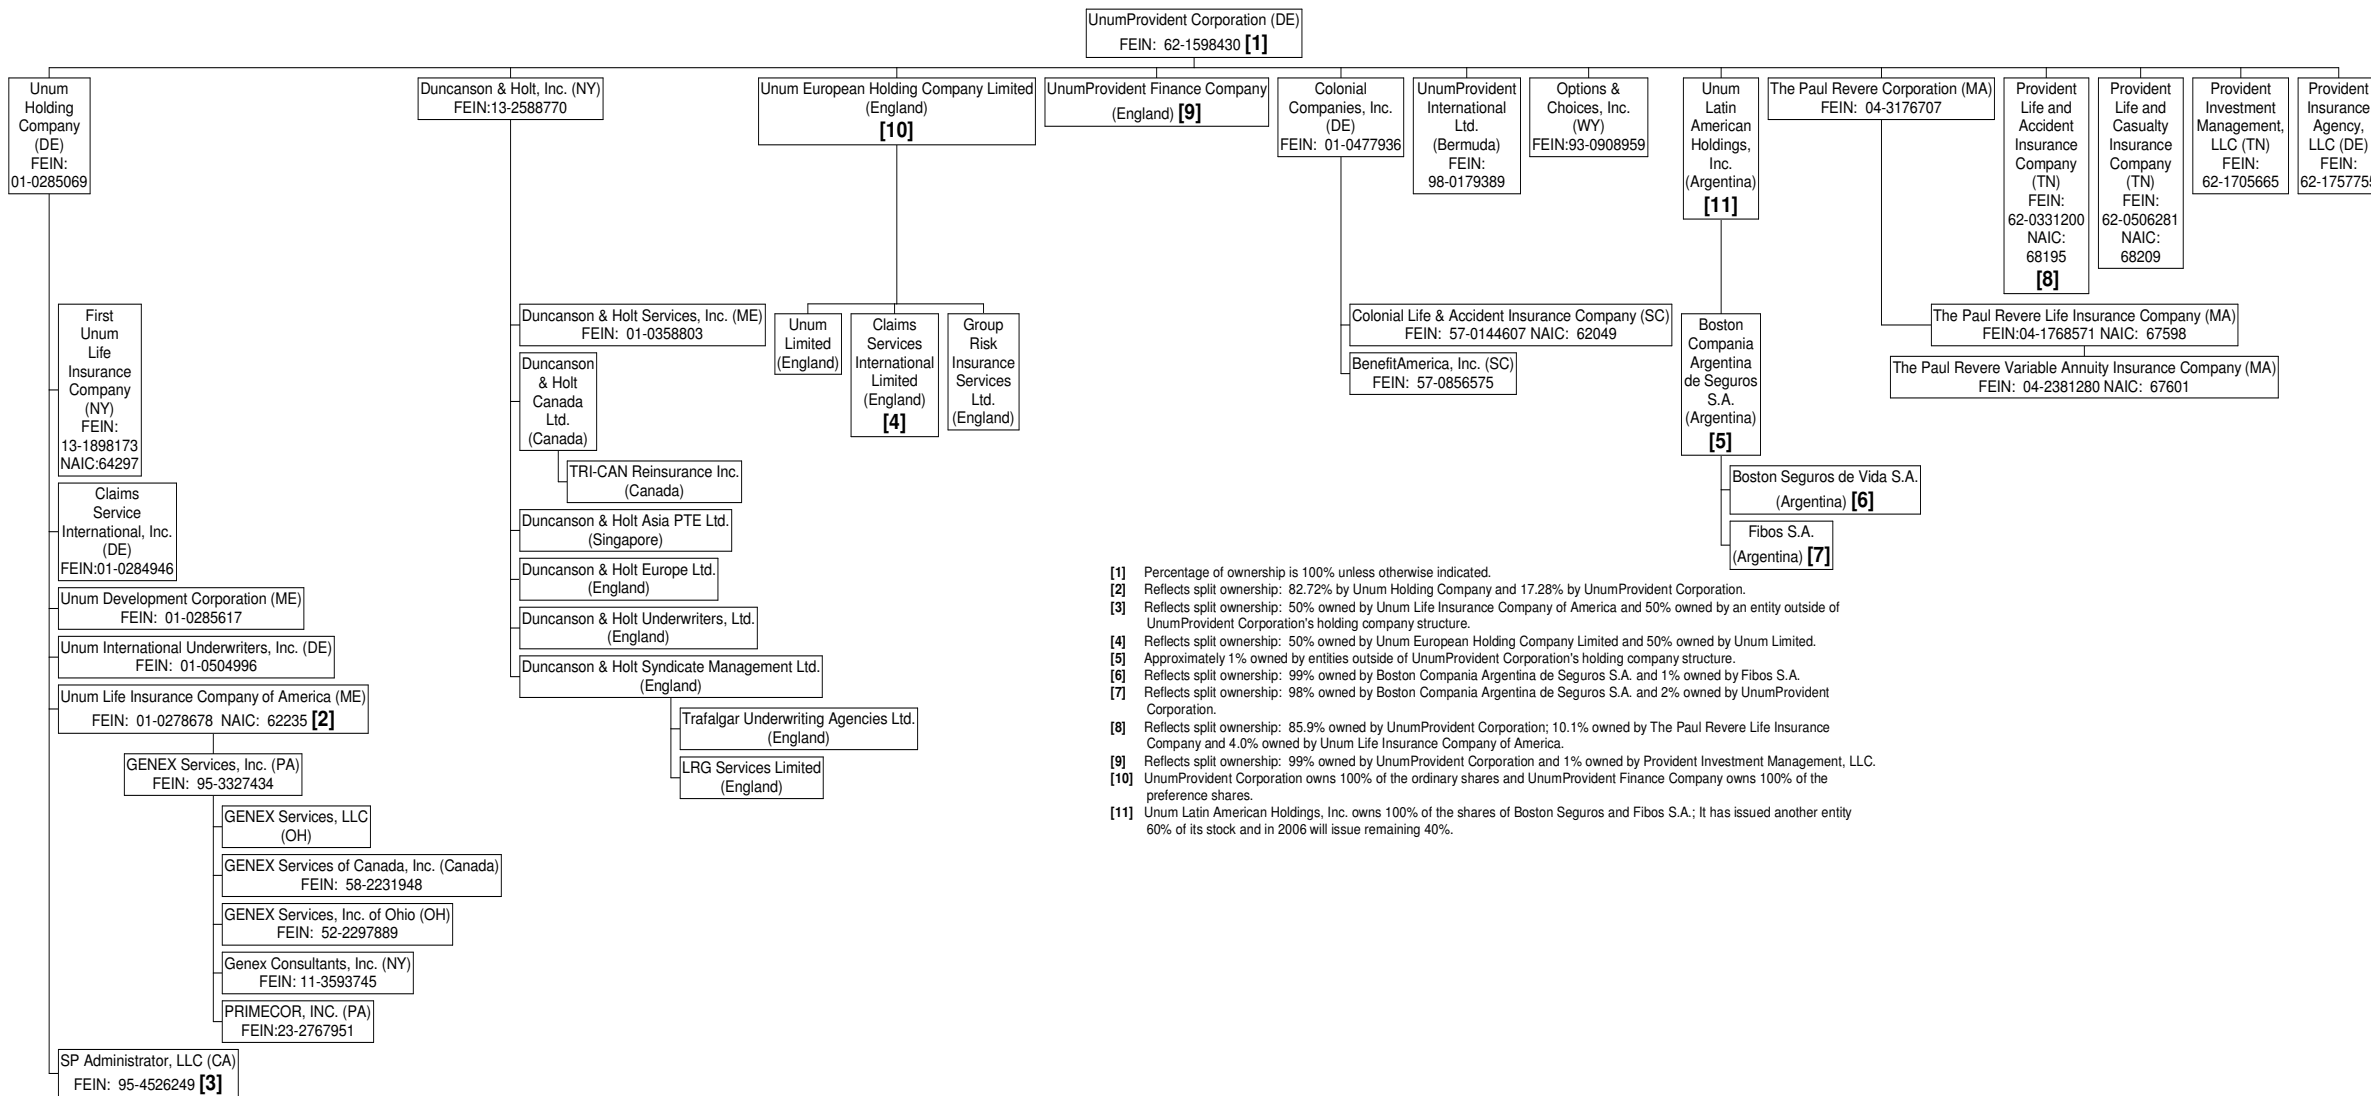 UnumProvident Corporation (DE)
FEIN: 62-1598430 [1]
Unum
Holding
Company
(DE)
FEIN:
01-0285069
Duncanson & Holt, Inc. (NY)
FEIN:13-2588770
Unum European Holding Company Limited
(England)
[10]
UnumProvident Finance Company
(England) [9]
Colonial
Companies, Inc.
(DE)
FEIN: 01-0477936
UnumProvident
International
Ltd.
(Bermuda)
FEIN:
98-0179389
Options &
Choices, Inc.
(WY)
FEIN:93-0908959
Unum
Latin
American
Holdings,
Inc.
(Argentina)
[11]
The Paul Revere Corporation (MA)
FEIN: 04-3176707
Provident
Life and
Accident
Insurance
Company
(TN)
FEIN:
62-0331200
NAIC:
68195
[8]
Provident
Life and
Casualty
Insurance
Company
(TN)
FEIN:
62-0506281
NAIC:
68209
Provident
Investment
Management,
LLC (TN)
FEIN:
62-1705665
Provident
Insurance
Agency,
LLC (DE)
FEIN:
62-1757755
First
Unum
Life
Insurance
Company
(NY)
FEIN:
13-1898173
NAIC:64297
Claims
Service
International, Inc.
(DE)
FEIN:01-0284946
Unum Development Corporation (ME)
FEIN: 01-0285617
Unum International Underwriters, Inc. (DE)
FEIN: 01-0504996
Unum Life Insurance Company of America (ME)
FEIN: 01-0278678 NAIC: 62235 [2]
GENEX Services, Inc. (PA)
FEIN: 95-3327434
GENEX Services, LLC
(OH)
GENEX Services of Canada, Inc. (Canada)
FEIN: 58-2231948
GENEX Services, Inc. of Ohio (OH)
FEIN: 52-2297889
Genex Consultants, Inc. (NY)
FEIN: 11-3593745
PRIMECOR, INC. (PA)
FEIN:23-2767951
SP Administrator, LLC (CA)
FEIN: 95-4526249 [3]
Duncanson & Holt Services, Inc. (ME)
FEIN: 01-0358803
Duncanson
& Holt
Canada
Ltd.
(Canada)
TRI-CAN Reinsurance Inc.
(Canada)
Duncanson & Holt Asia PTE Ltd.
(Singapore)
Duncanson & Holt Europe Ltd.
(England)
Duncanson & Holt Underwriters, Ltd.
(England)
Duncanson & Holt Syndicate Management Ltd.
(England)
Trafalgar Underwriting Agencies Ltd.
(England)
LRG Services Limited
(England)
Unum
Limited
(England)
Claims
Services
International
Limited
(England)
[4]
Group
Risk
Insurance
Services
Ltd.
(England)
Colonial Life & Accident Insurance Company (SC)
FEIN: 57-0144607 NAIC: 62049
BenefitAmerica, Inc. (SC)
FEIN: 57-0856575
Boston
Compania
Argentina
de Seguros
S.A.
(Argentina)
[5]
Boston Seguros de Vida S.A.
(Argentina) [6]
Fibos S.A.
(Argentina) [7]
The Paul Revere Life Insurance Company (MA)
FEIN:04-1768571 NAIC: 67598
The Paul Revere Variable Annuity Insurance Company (MA)
FEIN: 04-2381280 NAIC: 67601
[1] Percentage of ownership is 100% unless otherwise indicated.
[2] Reflects split ownership: 82.72% by Unum Holding Company and 17.28% by UnumProvident Corporation.
[3] Reflects split ownership: 50% owned by Unum Life Insurance Company of America and 50% owned by an entity outside of
UnumProvident Corporation's holding company structure.
[4] Reflects split ownership: 50% owned by Unum European Holding Company Limited and 50% owned by Unum Limited.
[5] Approximately 1% owned by entities outside of UnumProvident Corporation's holding company structure.
[6] Reflects split ownership: 99% owned by Boston Compania Argentina de Seguros S.A. and 1% owned by Fibos S.A.
[7] Reflects split ownership: 98% owned by Boston Compania Argentina de Seguros S.A. and 2% owned by UnumProvident
Corporation.
[8] Reflects split ownership: 85.9% owned by UnumProvident Corporation; 10.1% owned by The Paul Revere Life Insurance
Company and 4.0% owned by Unum Life Insurance Company of America.
[9] Reflects split ownership: 99% owned by UnumProvident Corporation and 1% owned by Provident Investment Management, LLC.
[10] UnumProvident Corporation owns 100% of the ordinary shares and UnumProvident Finance Company owns 100% of the
preference shares.
[11] Unum Latin American Holdings, Inc. owns 100% of the shares of Boston Seguros and Fibos S.A.; It has issued another entity
60% of its stock and in 2006 will issue remaining 40%.